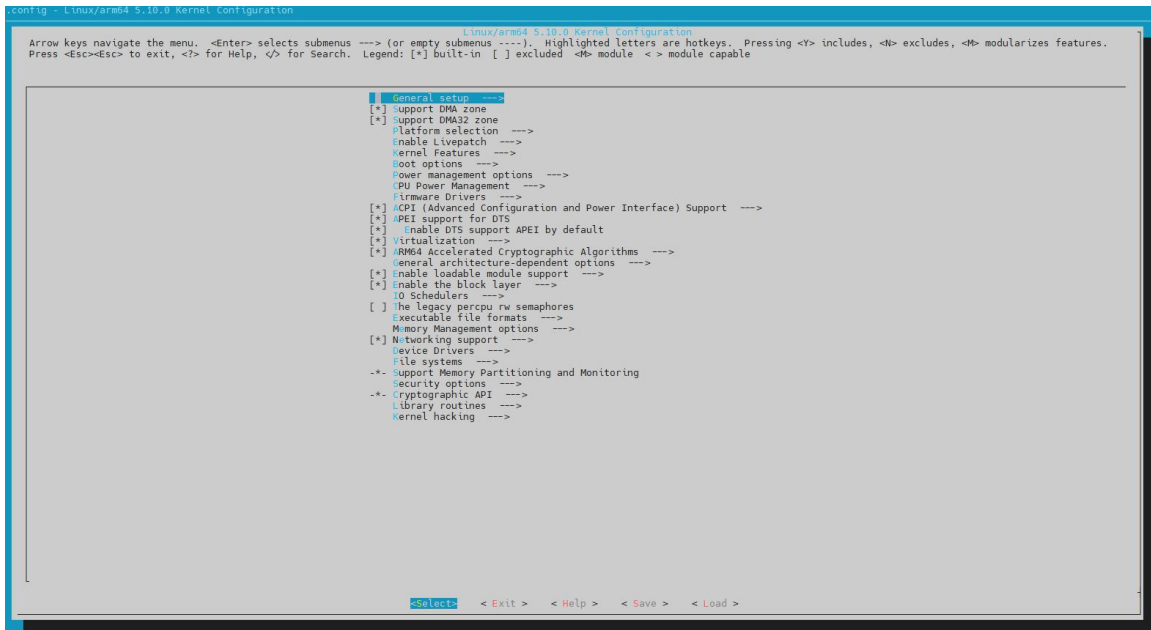 .config - Linux/arm64 5.10.0 Kernel Configuration
Linux/arm64 5.10.0 Kernel Configuration
Arrow keys navigate the menu.  <Enter> selects submenus ---> (or empty submenus ----).  Highlighted letters are hotkeys.  Pressing <Y> includes, <N> excludes, <M> modularizes features.
Press <Esc><Esc> to exit, <?> for Help, </> for Search.  Legend: [*] built-in  [ ] excluded  <M> module  < > module capable
General setup  --->
[*] Support DMA zone
[*] Support DMA32 zone
Platform selection  --->
Enable Livepatch  --->
Kernel Features  --->
Boot options  --->
Power management options  --->
CPU Power Management  --->
Firmware Drivers  --->
[*] ACPI (Advanced Configuration and Power Interface) Support  --->
[*] APEI support for DTS
[*]   Enable DTS support APEI by default
[*] Virtualization  --->
[*] ARM64 Accelerated Cryptographic Algorithms  --->
General architecture-dependent options  --->
[*] Enable loadable module support  --->
[*] Enable the block layer  --->
IO Schedulers  --->
[ ] The legacy percpu rw semaphores
Executable file formats  --->
Memory Management options  --->
[*] Networking support  --->
Device Drivers  --->
File systems  --->
-*- Support Memory Partitioning and Monitoring
Security options  --->
-*- Cryptographic API  --->
Library routines  --->
Kernel hacking  --->
<Select>    < Exit >    < Help >    < Save >    < Load >